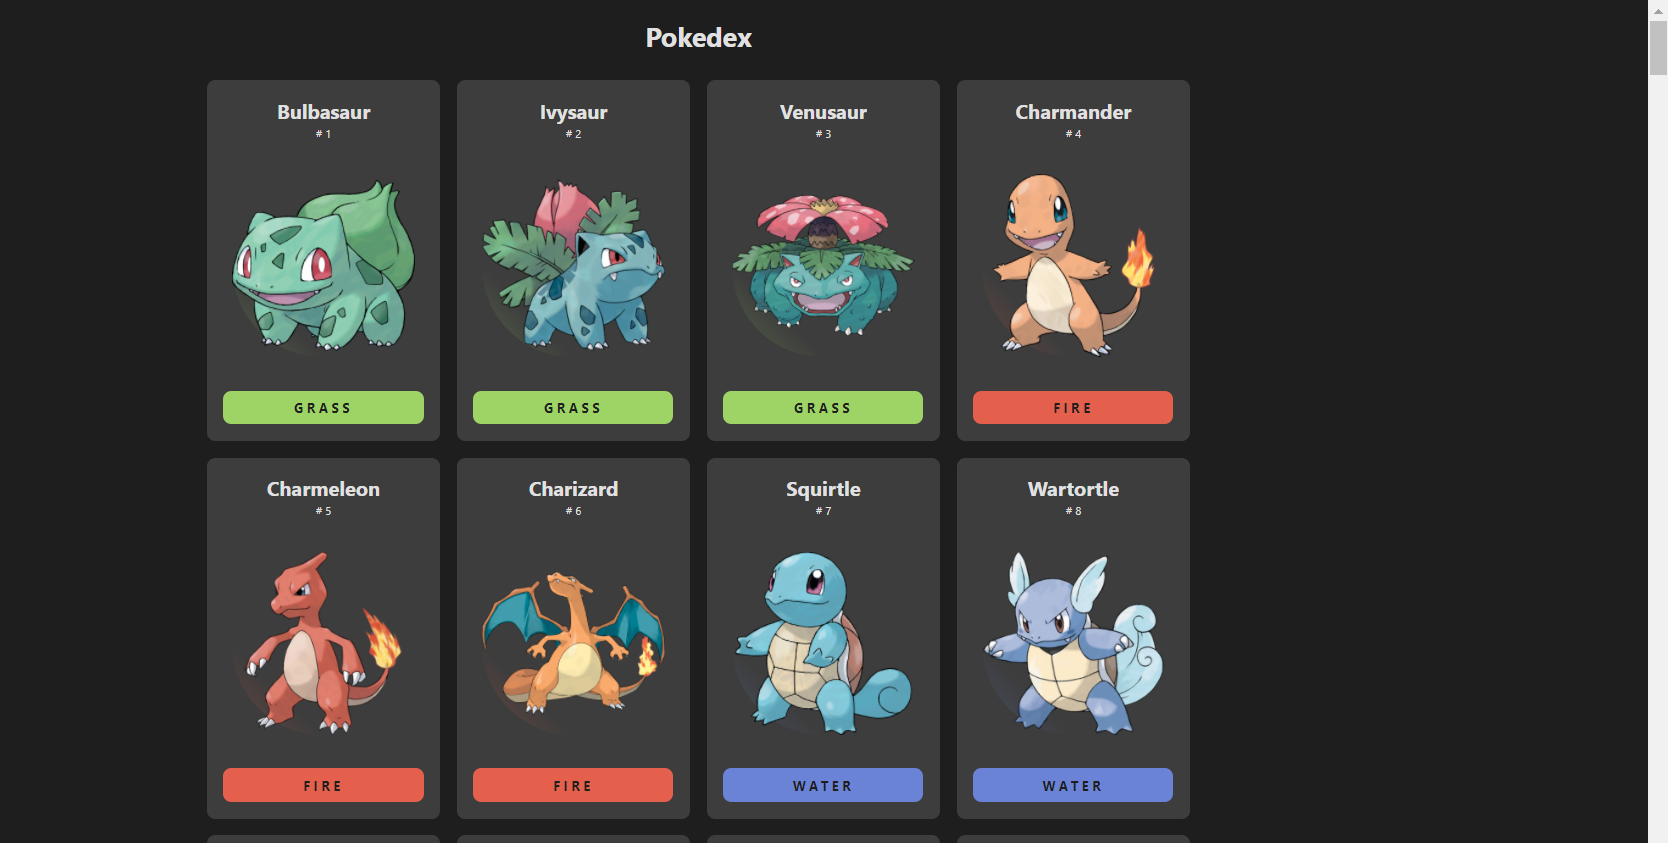 Pokedex
Bulbasaur
# 1
GRASS
Ivysaur
# 2
GRASS
Venusaur
# 3
GRASS
Charmander
# 4
FIRE
Charmeleon
# 5
FIRE
Charizard
# 6
FIRE
Squirtle
# 7
WATER
Wartortle
# 8
WATER